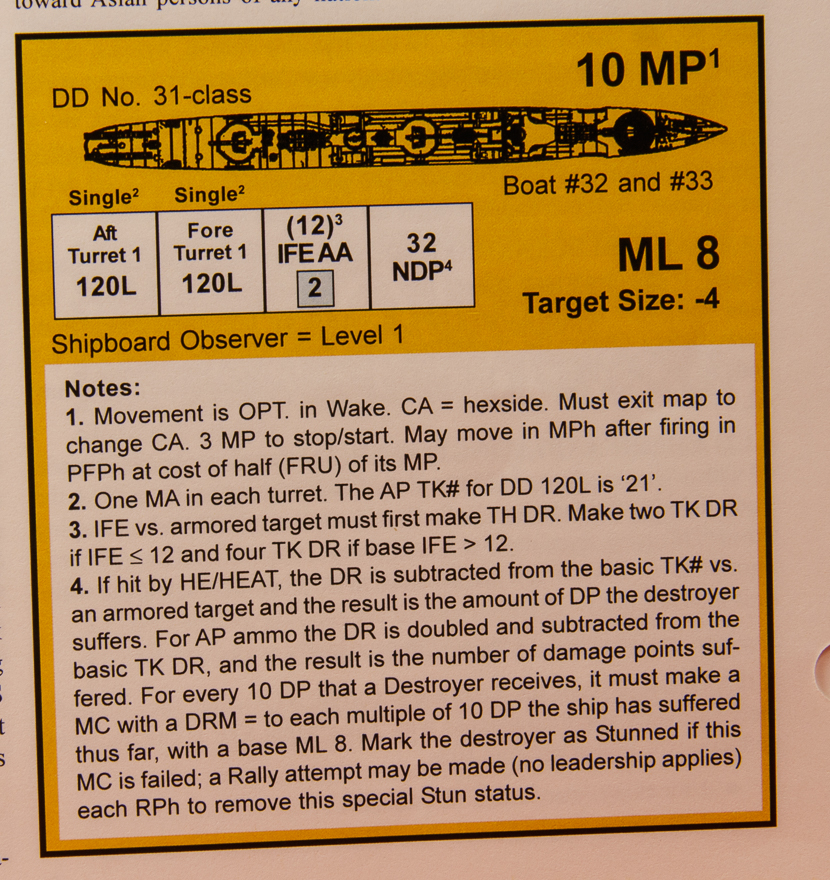 toward Asian persons of any
10 MP¹
DD No. 31-class
Boat #32 and #33
Single² Single²
Aft Turret 1 120L
Fore Turret 1 120L
(12)³ IFE AA 2
32 NDP⁴
ML 8
Target Size: -4
Shipboard Observer = Level 1
Notes:
1. Movement is OPT. in Wake. CA = hexside. Must exit map to
change CA. 3 MP to stop/start. May move in MPh after firing in
PFPh at cost of half (FRU) of its MP.
2. One MA in each turret. The AP TK# for DD 120L is ‘21’.
3. IFE vs. armored target must first make TH DR. Make two TK DR
if IFE ≤ 12 and four TK DR if base IFE > 12.
4. If hit by HE/HEAT, the DR is subtracted from the basic TK# vs.
an armored target and the result is the amount of DP the destroyer
suffers. For AP ammo the DR is doubled and subtracted from the
basic TK DR, and the result is the number of damage points suf-
fered. For every 10 DP that a Destroyer receives, it must make a
MC with a DRM = to each multiple of 10 DP the ship has suffered
thus far, with a base ML 8. Mark the destroyer as Stunned if this
MC is failed; a Rally attempt may be made (no leadership applies)
each RPh to remove this special Stun status.